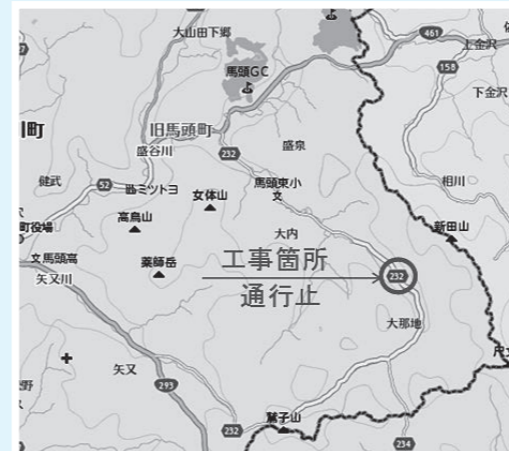 大山田下郷
461
上金沢
158
馬頭GC
下金沢
旧馬頭町
盛泉
232
盛谷川
健武
52
トヨトミ
女体山
馬頭東小
文
相川
高鳥山
新田山
町役場
大内
工事箇所
文馬頭高
薬師岳
232
矢又川
通行止
大那地
矢又
293
鷲子山
232
234